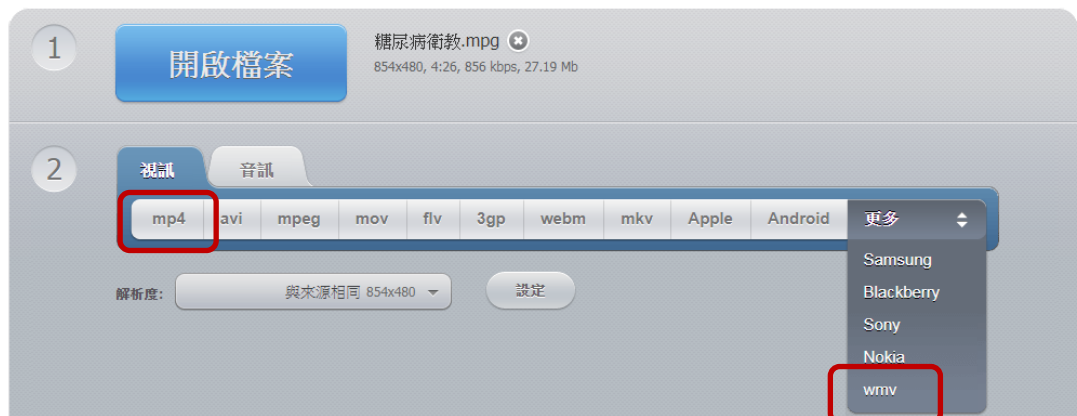 1
開啟檔案
糖尿病衛教.mpg
854x480, 4:26, 856 kbps, 27.19 Mb
2
視訊 音訊
mp4 avi mpeg mov flv 3gp webm mkv Apple Android 更多
Samsung
解析度: 與來源相同 854x480 設定 Blackberry
Sony
Nokia
wmv